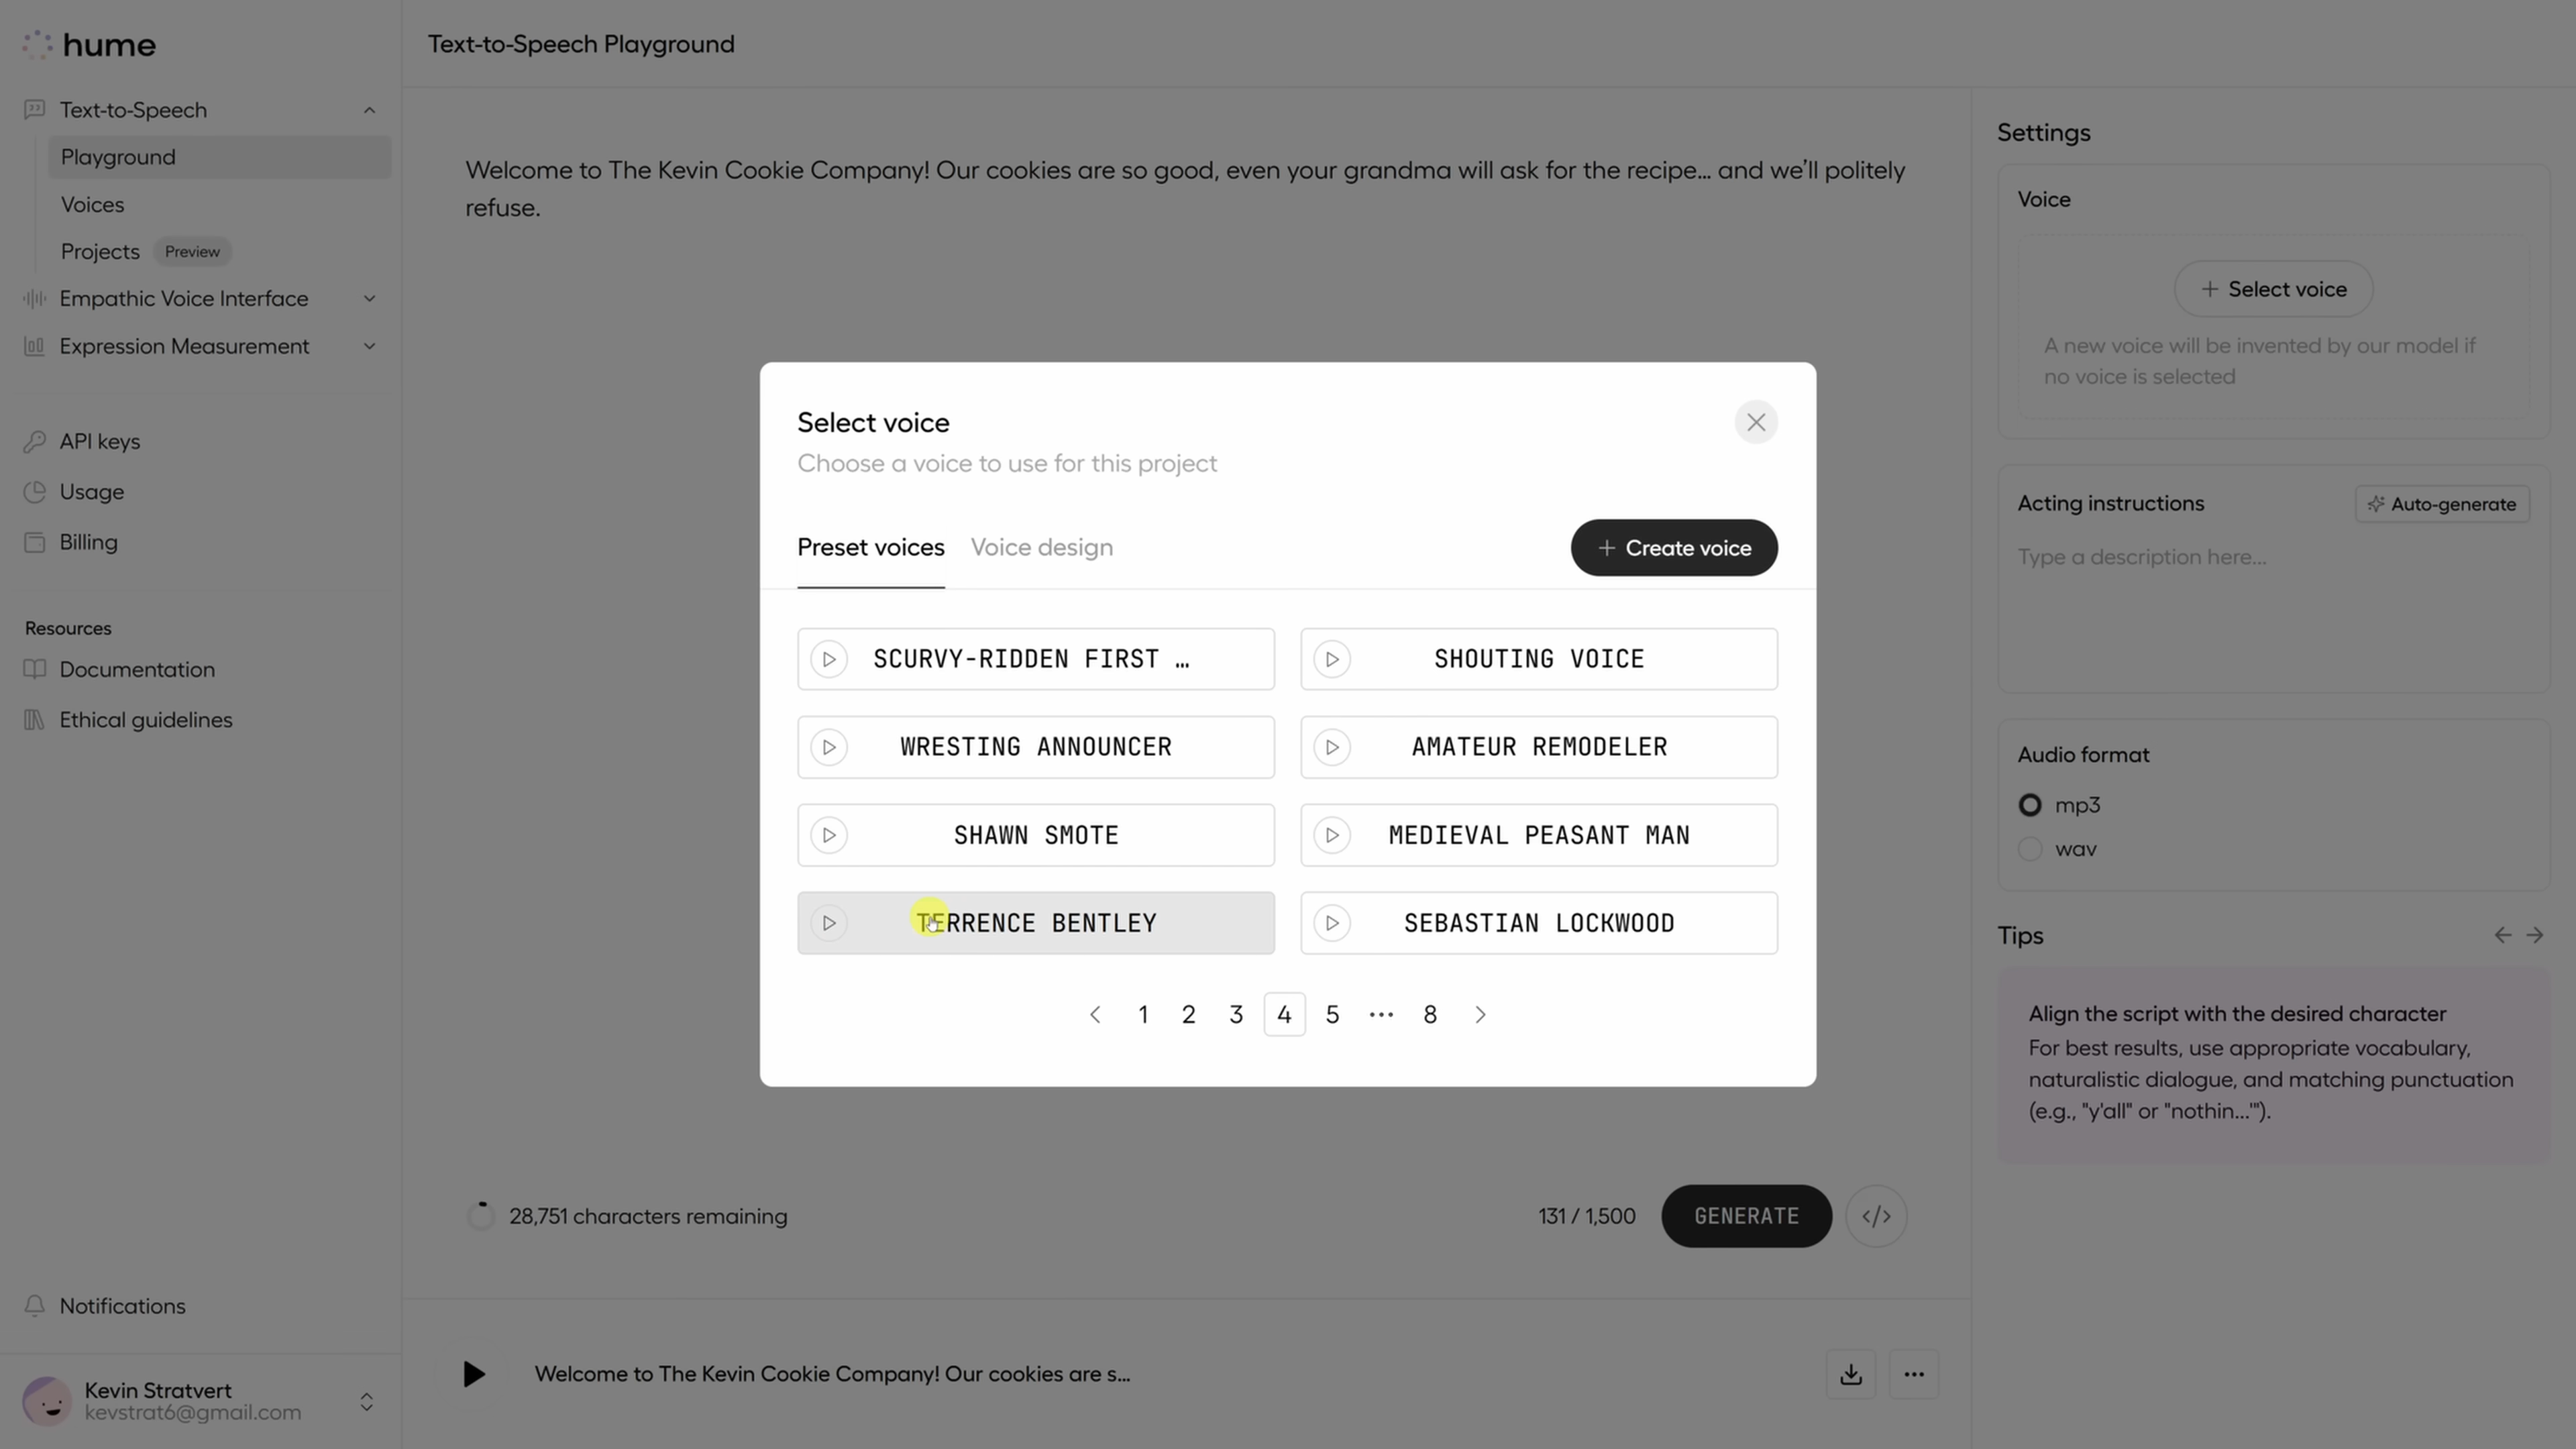 hume
Text-to-Speech
Playground
Voices
Projects Preview
Empathic Voice Interface
Expression Measurement
API keys
Usage
Billing
Resources
Documentation
Ethical guidelines
Notifications
Kevin Stratvert
kevstrat6@gmail.com
Text-to-Speech Playground
Welcome to The Kevin Cookie Company! Our cookies are so good, even your grandma will ask for the recipe... and we'll politely
refuse.
Select voice
Choose a voice to use for this project
Preset voices Voice design + Create voice
SCURVY-RIDDEN FIRST … SHOUTING VOICE
WRESTING ANNOUNCER AMATEUR REMODELER
SHAWN SMOTE MEDIEVAL PEASANT MAN
TERRENCE BENTLEY SEBASTIAN LOCKWOOD
< 1 2 3 4 5 ··· 8 >
28,751 characters remaining 131 / 1,500 GENERATE </>
Welcome to The Kevin Cookie Company! Our cookies are s...
Settings
Voice
+ Select voice
A new voice will be invented by our model if
no voice is selected
Acting instructions Auto-generate
Type a description here...
Audio format
mp3
wav
Tips
Align the script with the desired character
For best results, use appropriate vocabulary,
naturalistic dialogue, and matching punctuation
(e.g., "y'all" or "nothin...'").